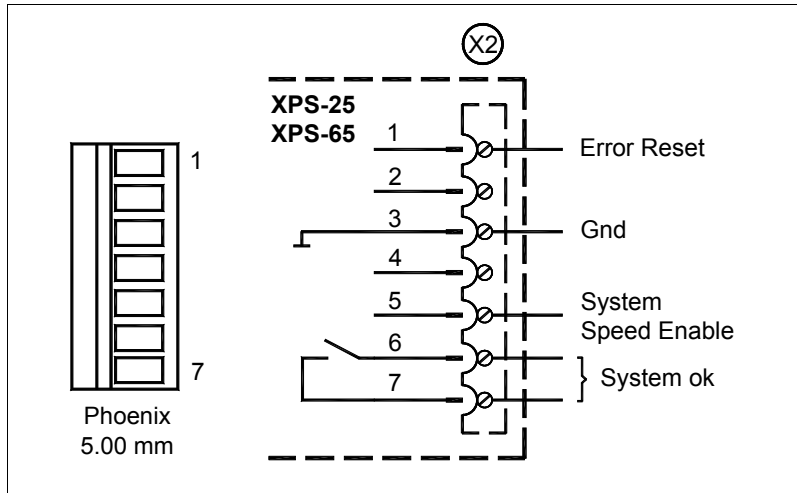 X2
XPS-25
XPS-65
1
Error Reset
2
3
Gnd
4
5
System
Speed Enable
6
7
System ok
1
7
Phoenix
5.00 mm